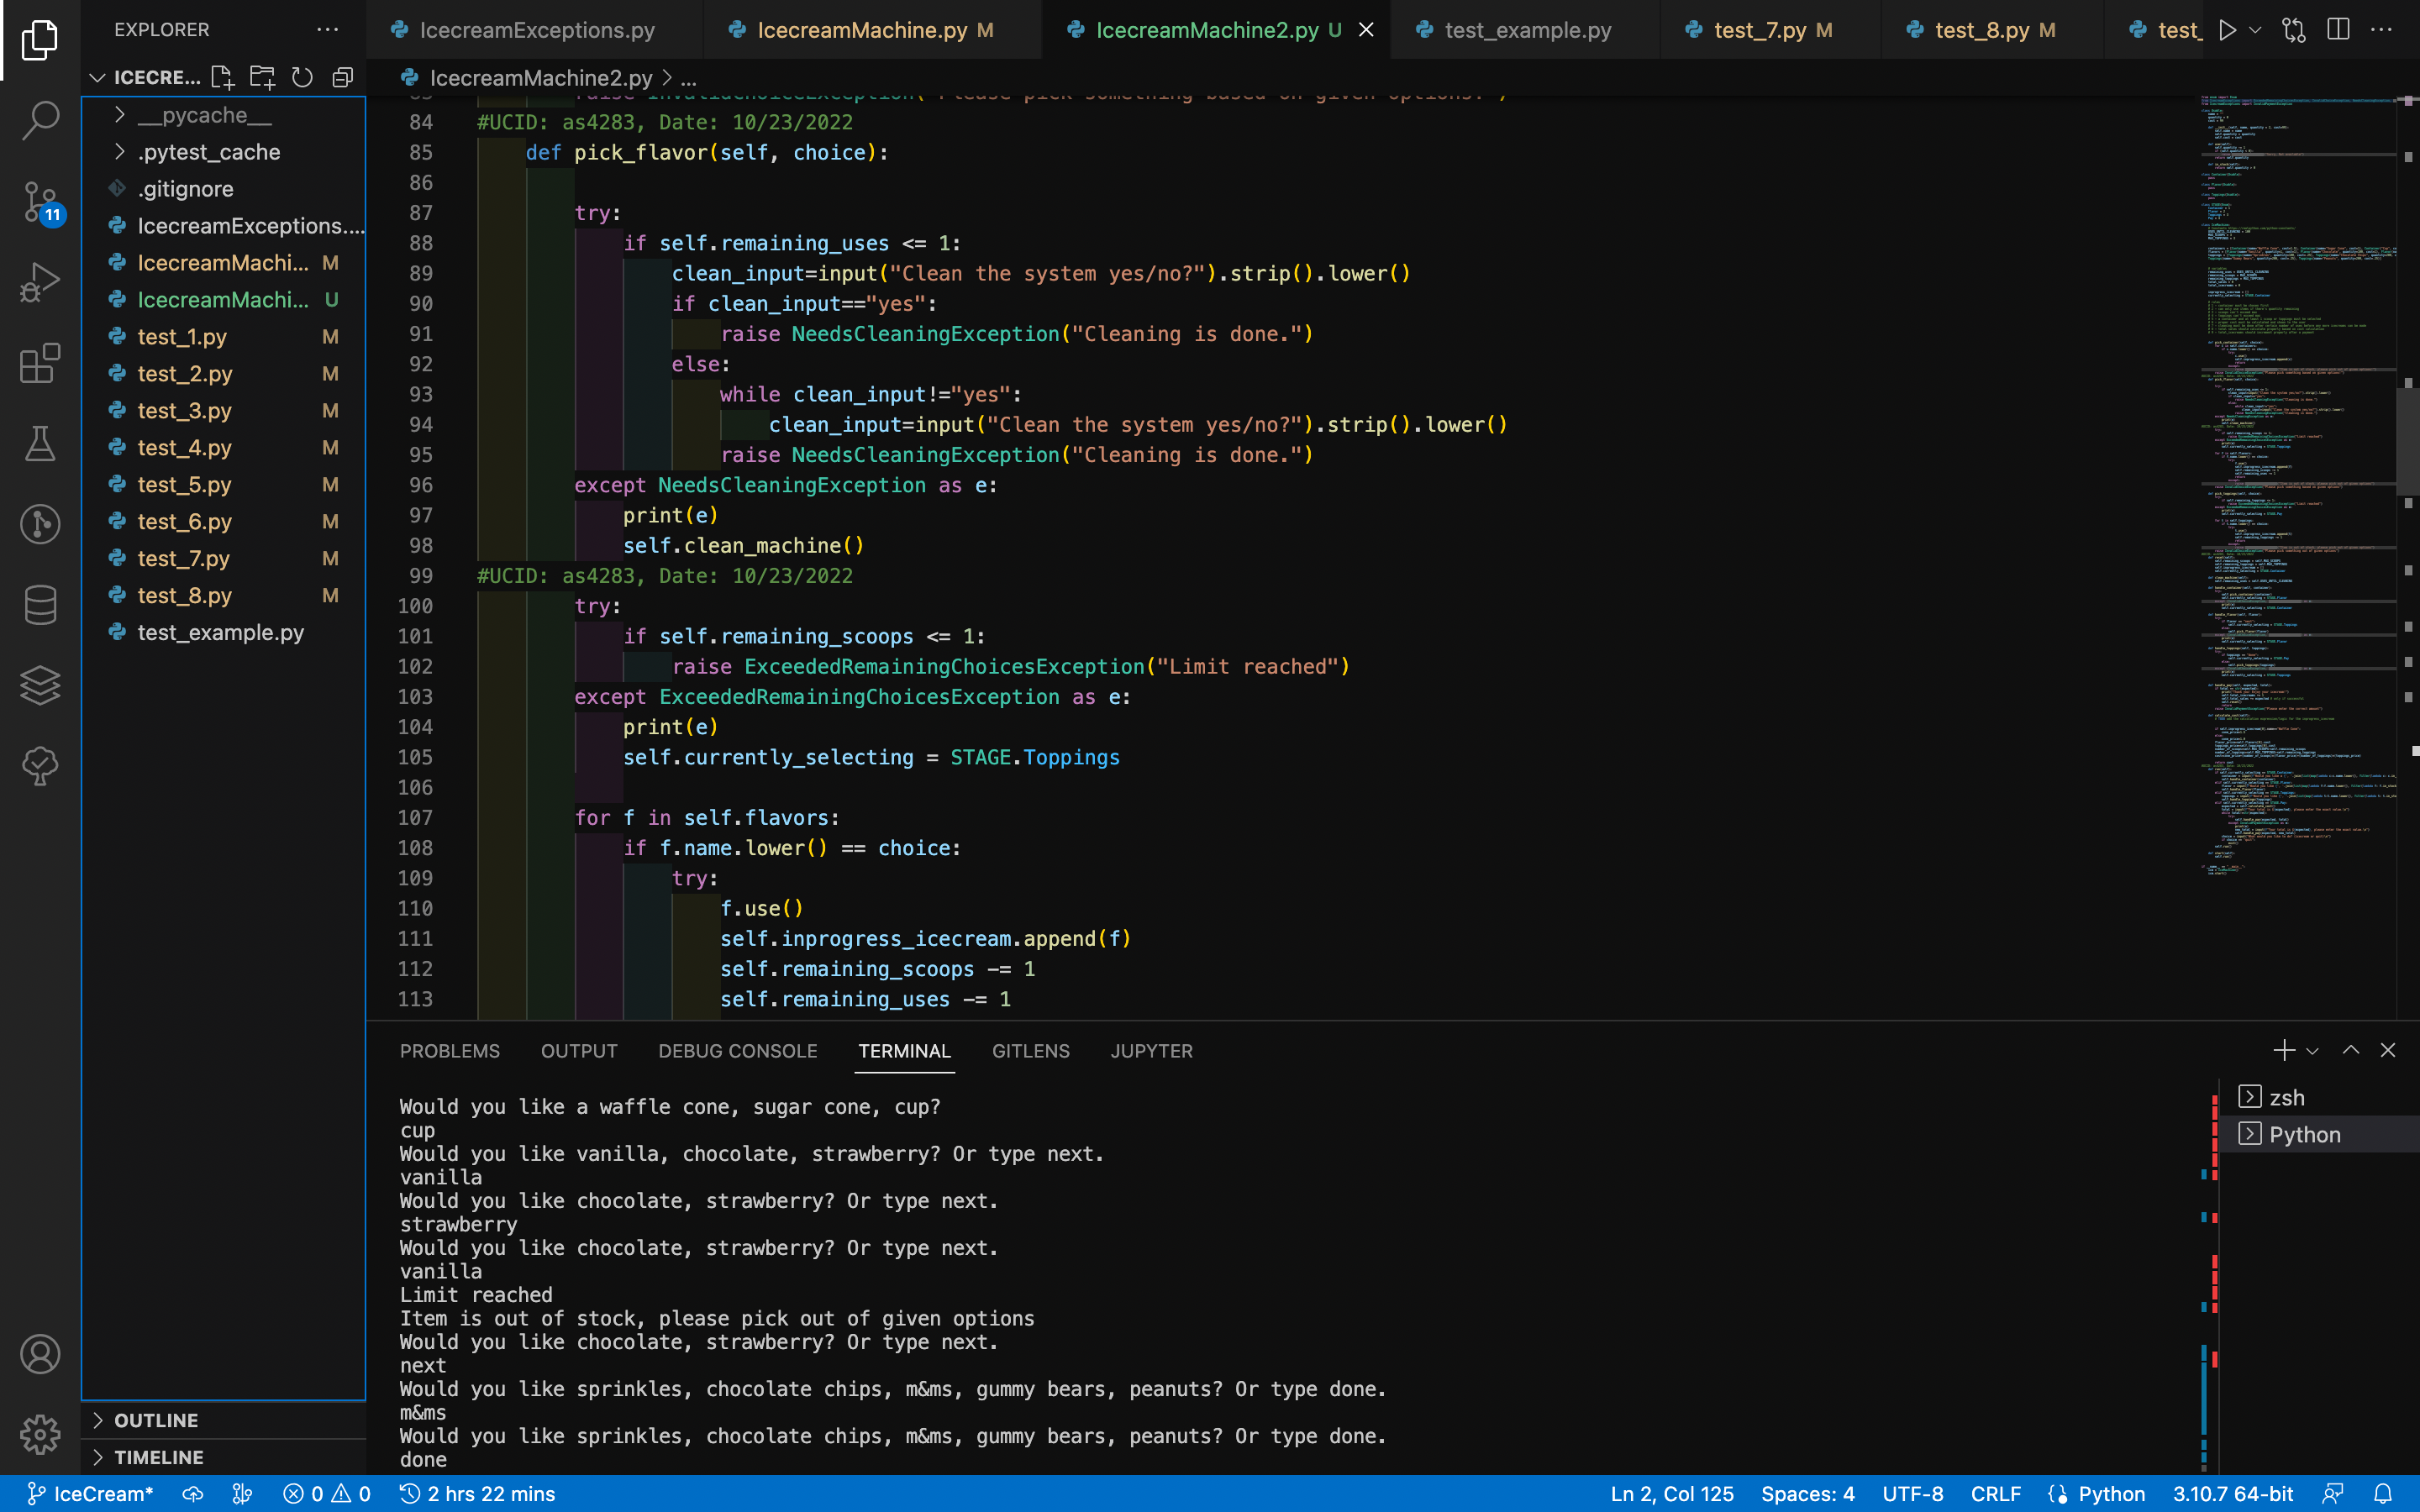 EXPLORER
ICECRE...
__pycache__
.pytest_cache
.gitignore
IcecreamExceptions....
IcecreamMachi... M
IcecreamMachi... U
test_1.py M
test_2.py M
test_3.py M
test_4.py M
test_5.py M
test_6.py M
test_7.py M
test_8.py M
test_example.py
OUTLINE
TIMELINE
11
IcecreamExceptions.py
IcecreamMachine.py M
IcecreamMachine2.py U
test_example.py
test_7.py M
test_8.py M
test_
IcecreamMachine2.py > ...
84 #UCID: as4283, Date: 10/23/2022
85 def pick_flavor(self, choice):
86
87 try:
88 if self.remaining_uses <= 1:
89 clean_input=input("Clean the system yes/no?").strip().lower()
90 if clean_input=="yes":
91 raise NeedsCleaningException("Cleaning is done.")
92 else:
93 while clean_input!="yes":
94 clean_input=input("Clean the system yes/no?").strip().lower()
95 raise NeedsCleaningException("Cleaning is done.")
96 except NeedsCleaningException as e:
97 print(e)
98 self.clean_machine()
99 #UCID: as4283, Date: 10/23/2022
100 try:
101 if self.remaining_scoops <= 1:
102 raise ExceededRemainingChoicesException("Limit reached")
103 except ExceededRemainingChoicesException as e:
104 print(e)
105 self.currently_selecting = STAGE.Toppings
106
107 for f in self.flavors:
108 if f.name.lower() == choice:
109 try:
110 f.use()
111 self.inprogress_icecream.append(f)
112 self.remaining_scoops -= 1
113 self.remaining_uses -= 1
PROBLEMS OUTPUT DEBUG CONSOLE TERMINAL GITLENS JUPYTER
Would you like a waffle cone, sugar cone, cup?
cup
Would you like vanilla, chocolate, strawberry? Or type next.
vanilla
Would you like chocolate, strawberry? Or type next.
strawberry
Would you like chocolate, strawberry? Or type next.
vanilla
Limit reached
Item is out of stock, please pick out of given options
Would you like chocolate, strawberry? Or type next.
next
Would you like sprinkles, chocolate chips, m&ms, gummy bears, peanuts? Or type done.
m&ms
Would you like sprinkles, chocolate chips, m&ms, gummy bears, peanuts? Or type done.
done
zsh
Python
IceCream* 0 0 2 hrs 22 mins Ln 2, Col 125 Spaces: 4 UTF-8 CRLF Python 3.10.7 64-bit